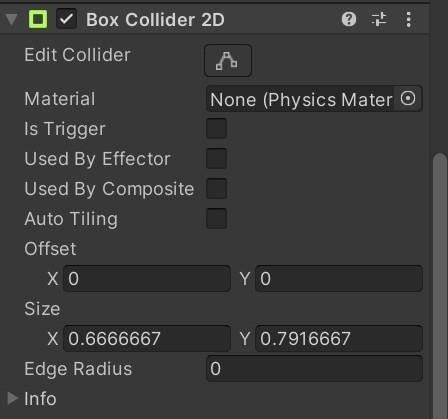 Box Collider 2D
Edit Collider
Material None (Physics Mater
Is Trigger
Used By Effector
Used By Composite
Auto Tiling
Offset
X 0 Y 0
Size
X 0.6666667 Y 0.7916667
Edge Radius 0
Info